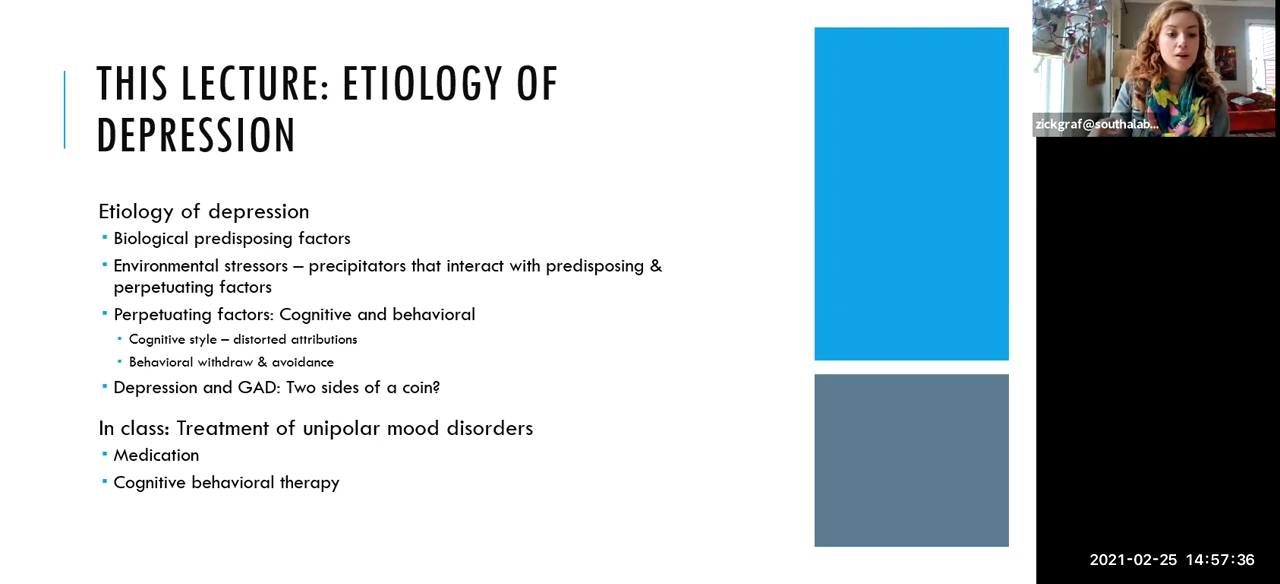 THIS LECTURE: ETIOLOGY OF
DEPRESSION
Etiology of depression
Biological predisposing factors
Environmental stressors – precipitators that interact with predisposing &
perpetuating factors
Perpetuating factors: Cognitive and behavioral
Cognitive style – distorted attributions
Behavioral withdraw & avoidance
Depression and GAD: Two sides of a coin?
In class: Treatment of unipolar mood disorders
Medication
Cognitive behavioral therapy
zickgraf@southalab...
2021-02-25 14:57:36